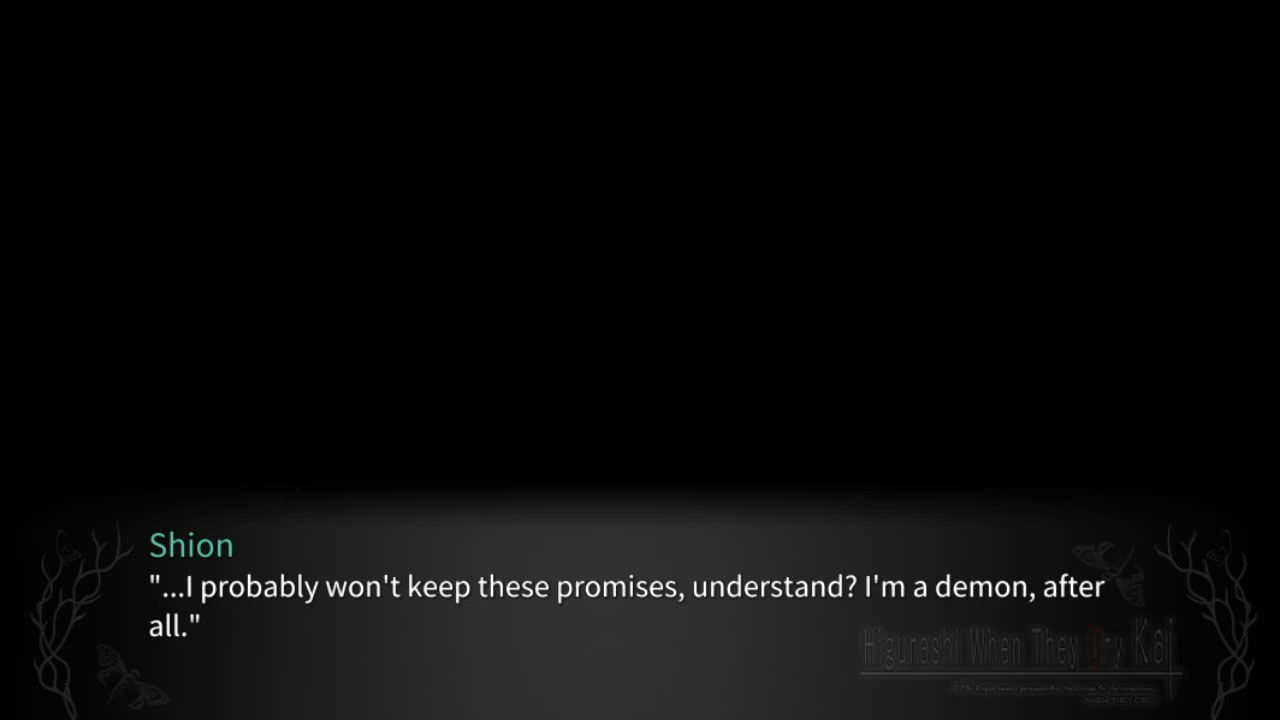 Shion
"...I probably won't keep these promises, understand? I'm a demon, after
all."
Higurashi When They Cry Kai